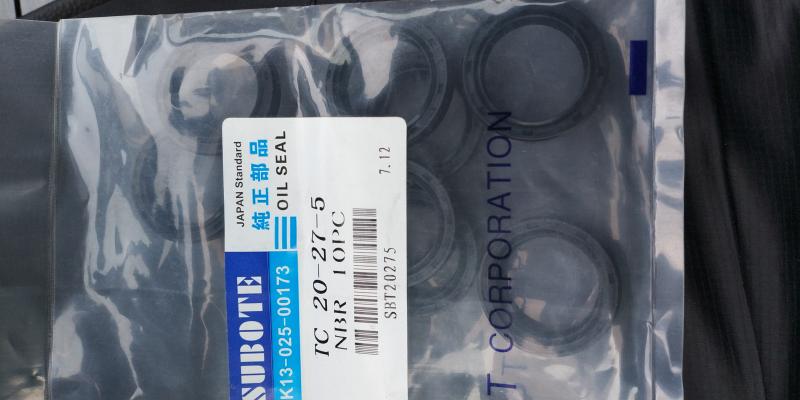 JAPAN Standard
純正部品
OIL SEAL
SUBOTE
K13-025-00173
TC 20-27-5
NBR 10PC
SBT20275
7.12
T CORPORATION